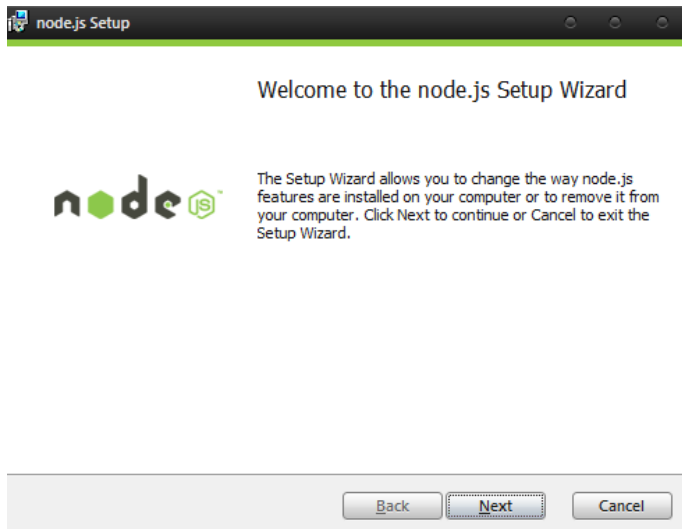 node.js Setup
Welcome to the node.js Setup Wizard
The Setup Wizard allows you to change the way node.js
features are installed on your computer or to remove it from
your computer. Click Next to continue or Cancel to exit the
Setup Wizard.
node JS™
Back Next Cancel